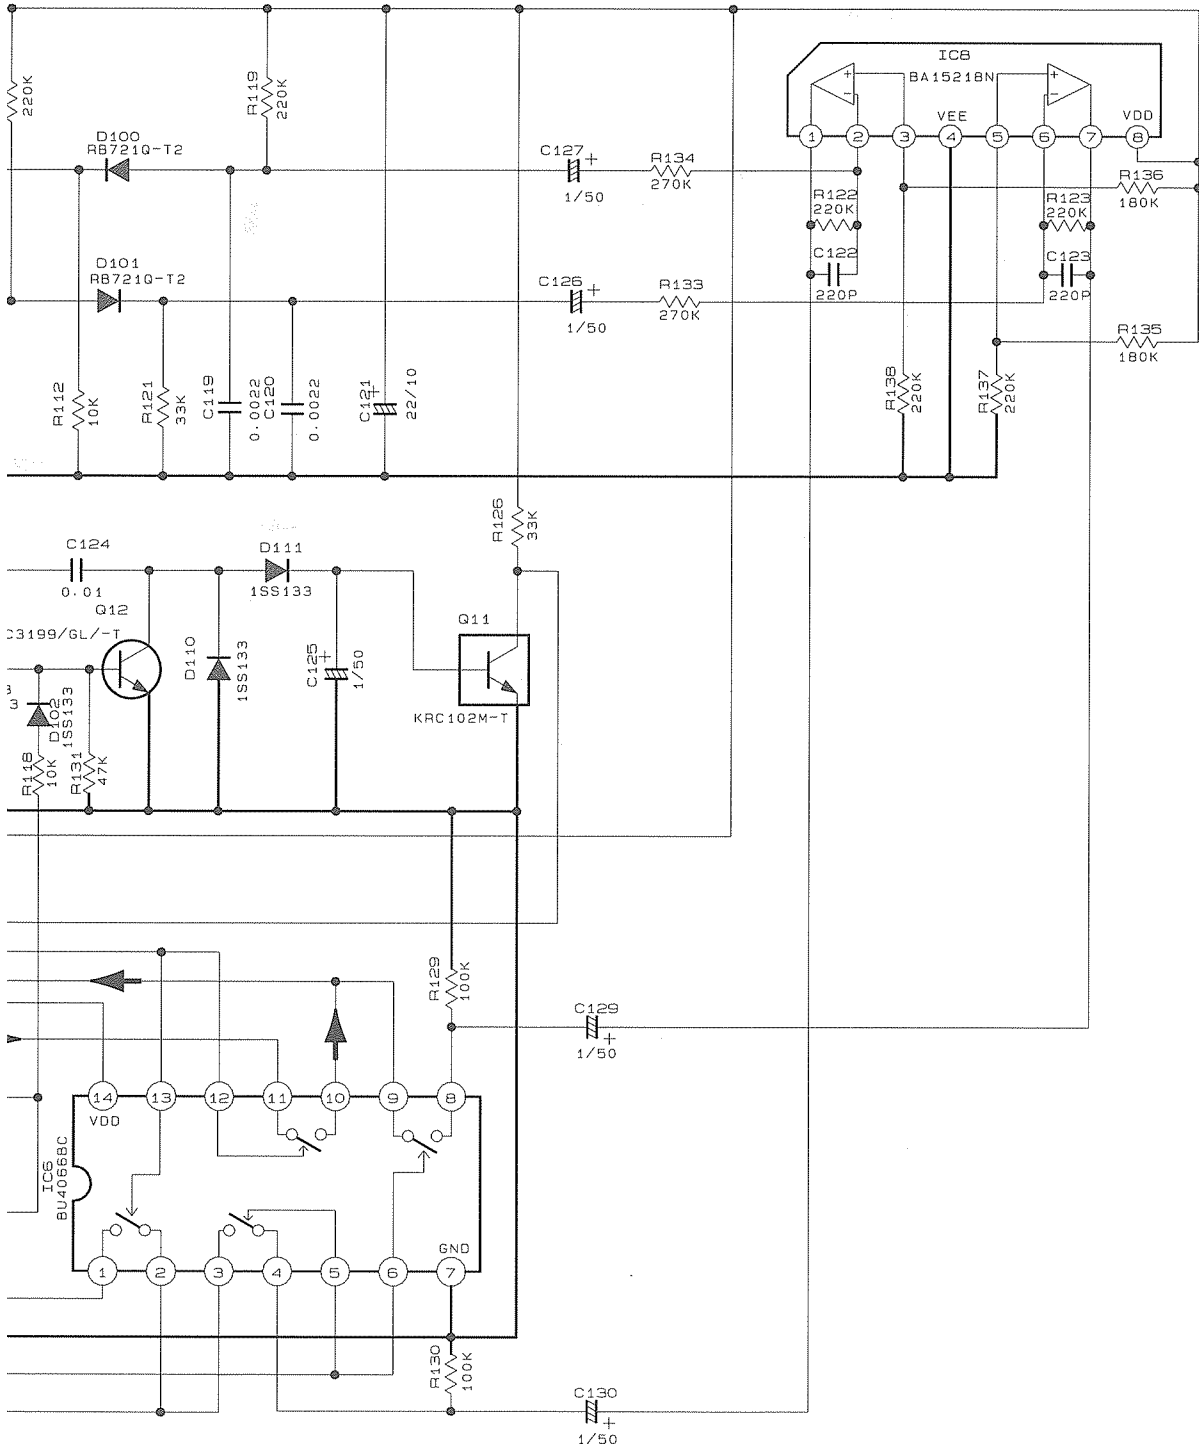 IC8
BA15218N
VEE
VDD
1 2 3 4 5 6 7 8
220K
R119
220K
D100
RB721Q-T2
C127
+
1/50
R134
270K
R122
220K
R123
220K
R136
180K
D101
RB721Q-T2
C126
+
1/50
R133
270K
C122
220P
C123
220P
R135
180K
R112
10K
R121
33K
C119
0.0022
C120
0.0022
C121
+
22/10
R138
220K
R137
220K
R126
33K
C124
0.01
Q12
C3199/GL/-T
D111
1SS133
Q11
KRC102M-T
D110
1SS133
C125
+
1/50
3
D102
1SS133
R118
10K
R131
47K
R129
100K
C129
+
1/50
14 13 12 11 10 9 8
VDD
IC6
BU4066BC
GND
1 2 3 4 5 6 7
R130
100K
C130
+
1/50